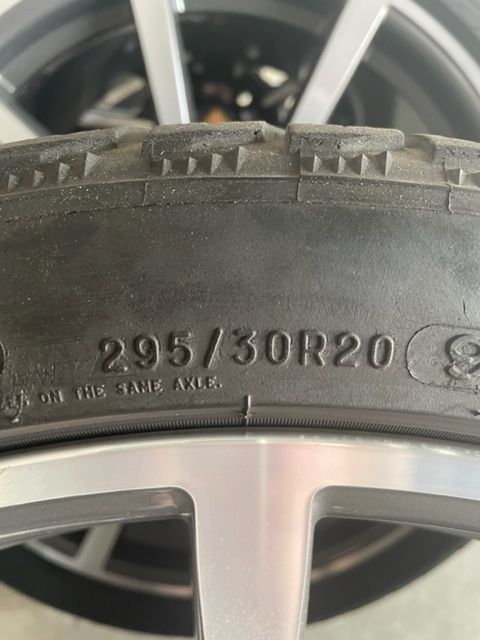 295/30R20
ON THE SAME AXLE.